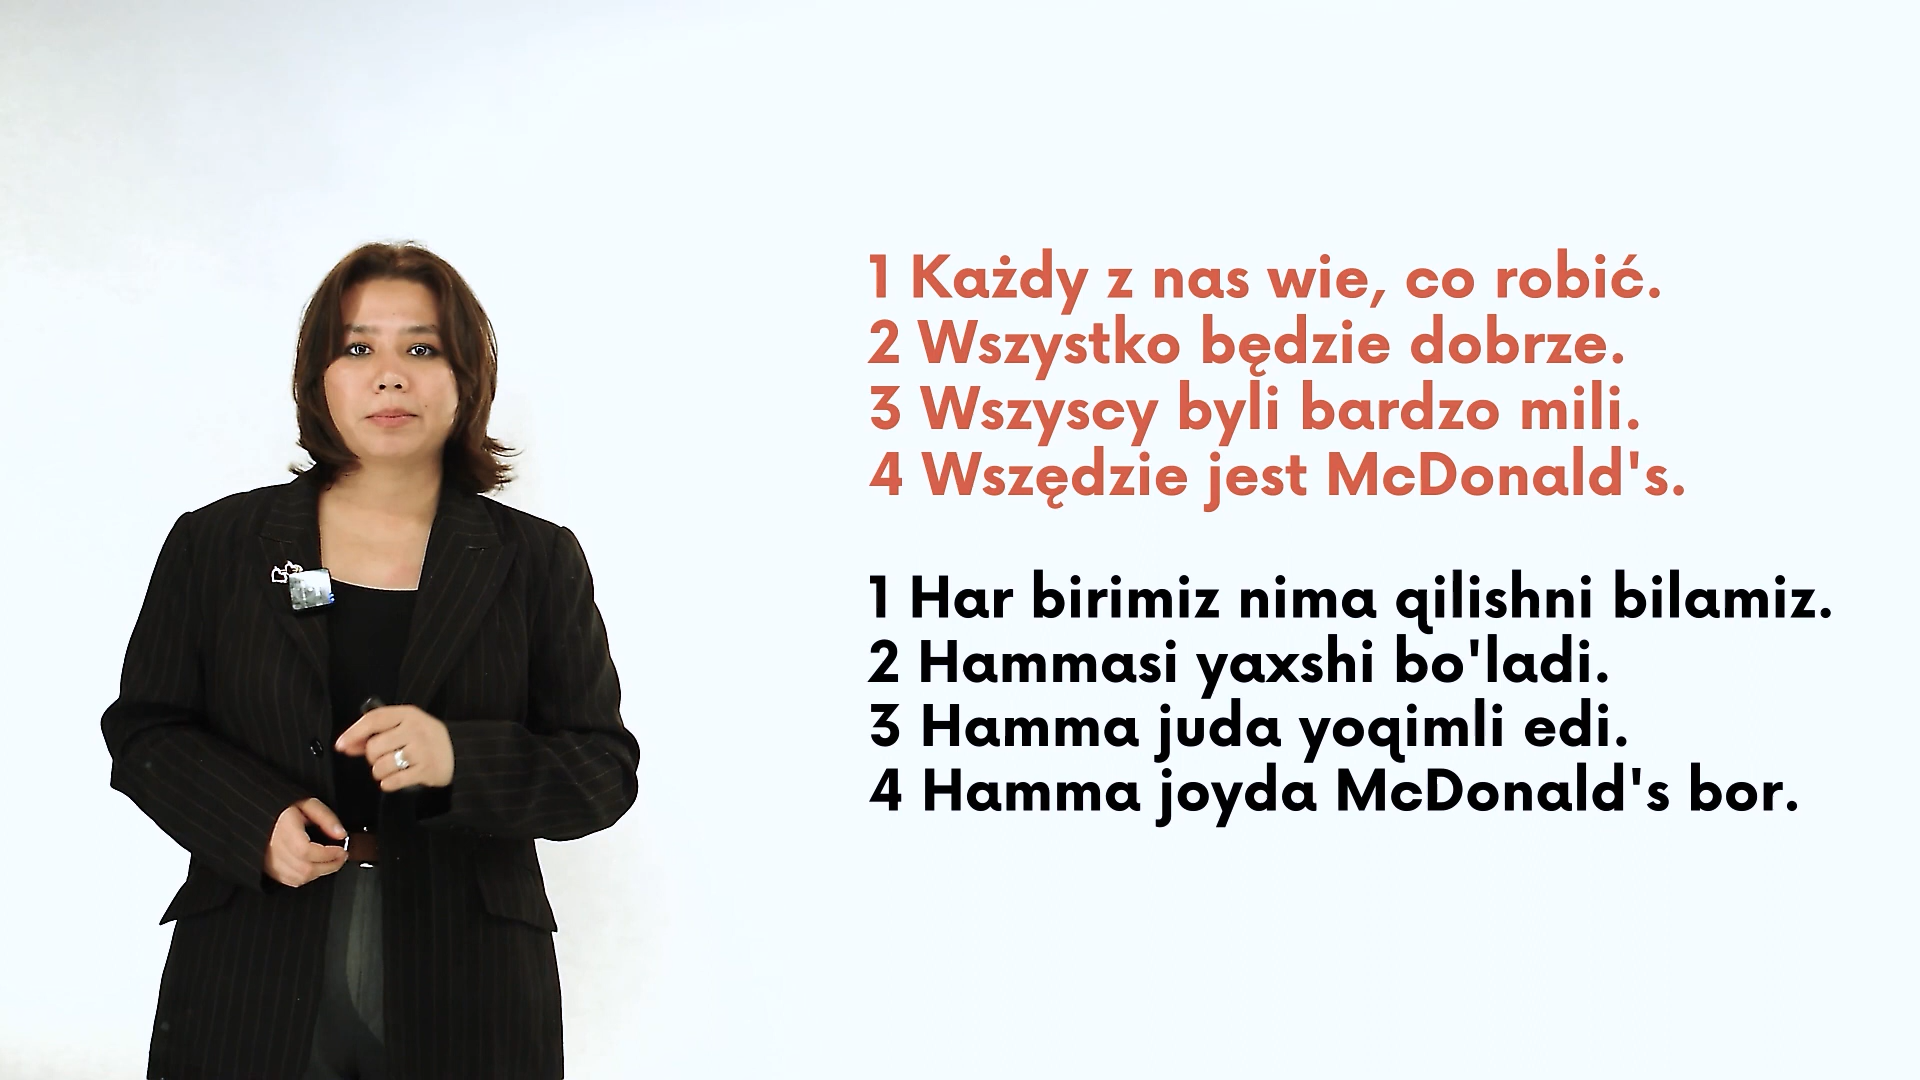 1 Każdy z nas wie, co robić.
2 Wszystko będzie dobrze.
3 Wszyscy byli bardzo mili.
4 Wszędzie jest McDonald's.
1 Har birimiz nima qilishni bilamiz.
2 Hammasi yaxshi bo'ladi.
3 Hamma juda yoqimli edi.
4 Hamma joyda McDonald's bor.